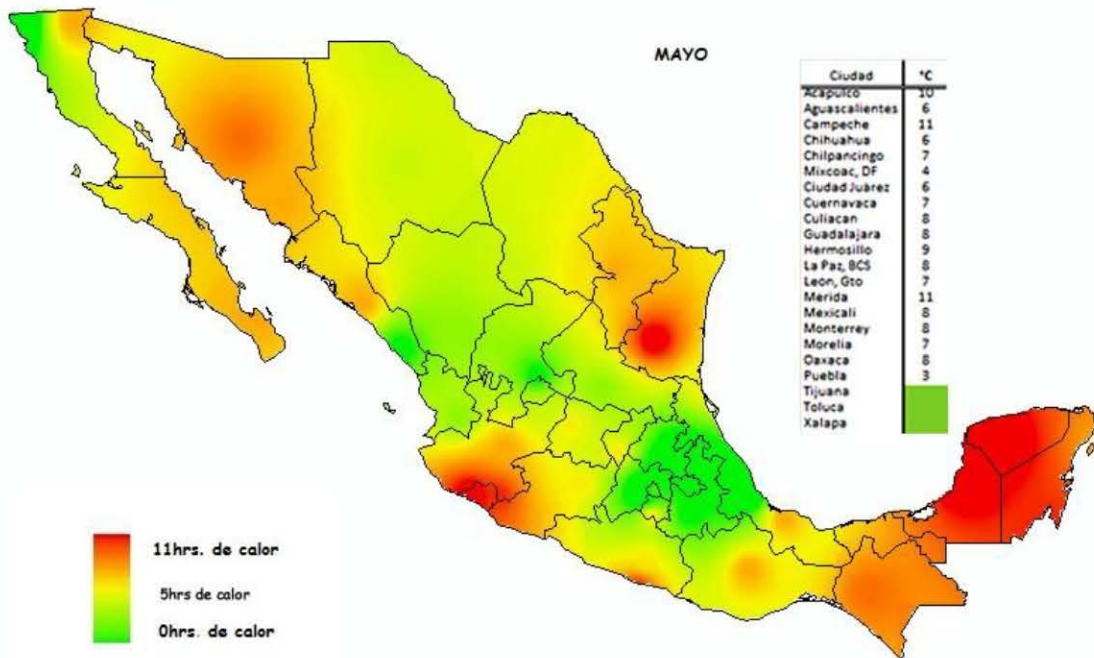 MAYO
Ciudad °C
Acapulco 10
Aguascalientes 6
Campeche 11
Chihuahua 6
Chilpancingo 7
Mixcoac, DF 4
Ciudad Juárez 6
Cuernavaca 7
Culiacan 8
Guadalajara 8
Hermosillo 9
La Paz, BCS 8
Leon, Gto 7
Merida 11
Mexicali 8
Monterrey 8
Morelia 7
Oaxaca 8
Puebla 3
Tijuana
Toluca
Xalapa
11hrs. de calor
5hrs de calor
0hrs. de calor